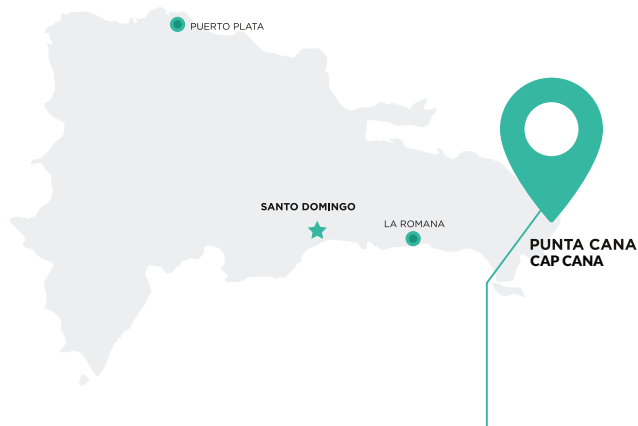 PUERTO PLATA
SANTO DOMINGO
LA ROMANA
PUNTA CANA
CAP CANA